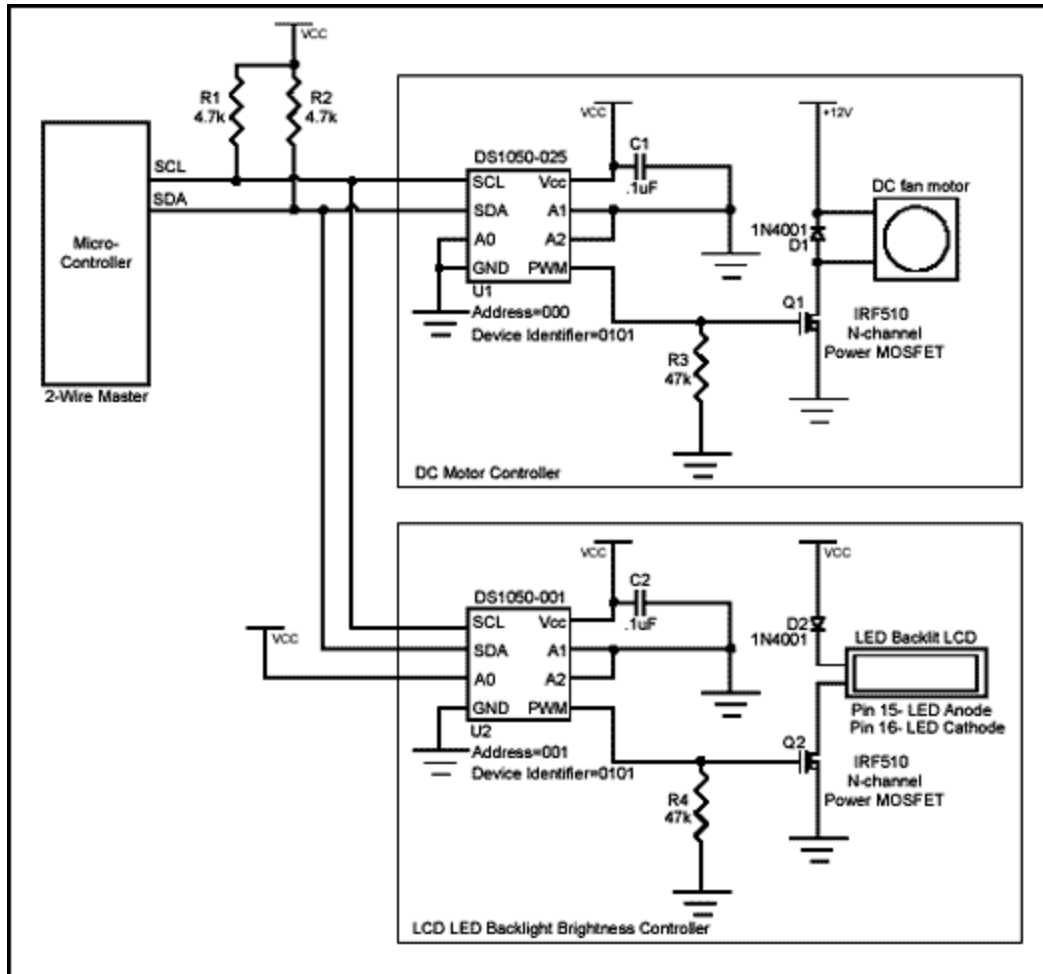 VCC
R1
4.7k
R2
4.7k
SCL
SDA
Micro-
Controller
2-Wire Master
DS1050-025
SCL
SDA
A0
GND
Vcc
A1
A2
PWM
U1
Address=000
Device Identifier=0101
VCC
C1
.1uF
+12V
DC fan motor
1N4001
D1
Q1
IRF510
N-channel
Power MOSFET
R3
47k
DC Motor Controller
VCC
DS1050-001
SCL
SDA
A0
GND
Vcc
A1
A2
PWM
U2
Address=001
Device Identifier=0101
VCC
C2
.1uF
VCC
D2
1N4001
LED Backlit LCD
Pin 15- LED Anode
Pin 16- LED Cathode
Q2
IRF510
N-channel
Power MOSFET
R4
47k
LCD LED Backlight Brightness Controller